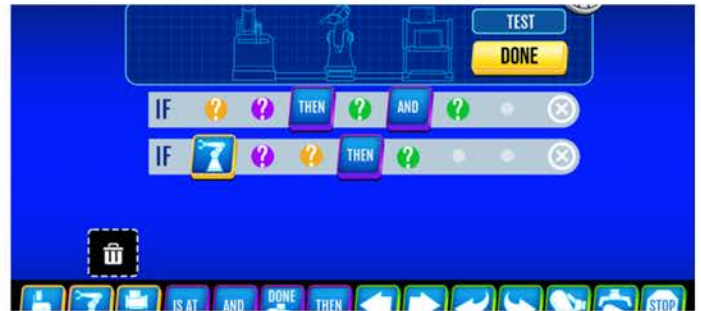 TEST
DONE
IF ? ? THEN ? AND ?
IF ? ? THEN ?
IS AT AND DONE THEN STOP